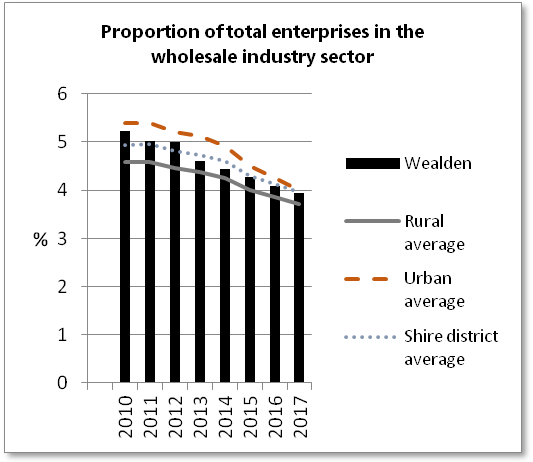 Proportion of total enterprises in the
wholesale industry sector
6
5
4
3
2
1
0
%
2010
2011
2012
2013
2014
2015
2016
2017
Wealden
Rural
average
Urban
average
Shire district
average